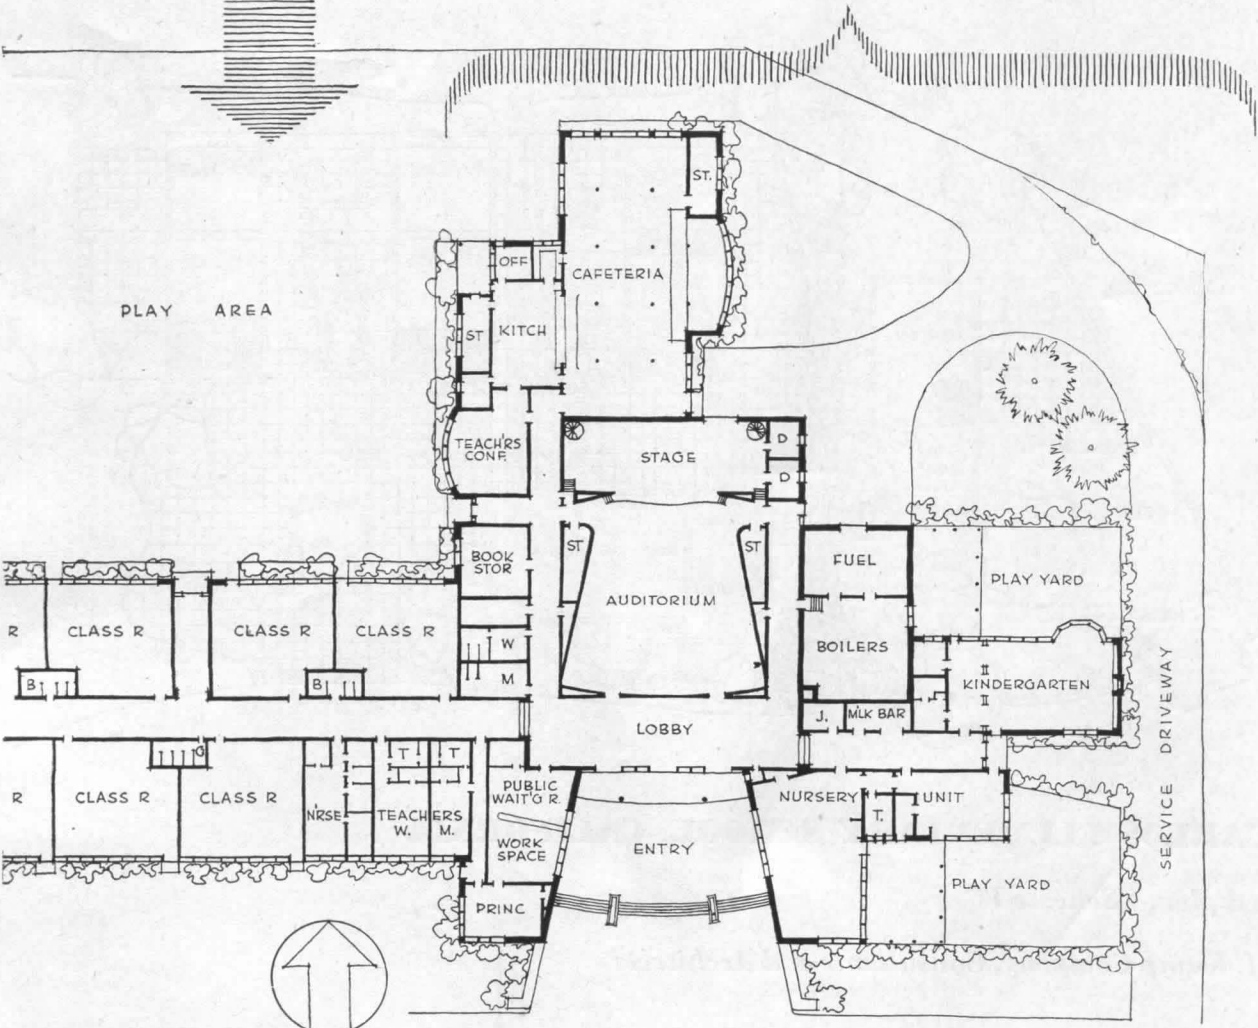 ST.
OFF
CAFETERIA
PLAY AREA
ST
KITCH
TEACH'RS
CONF.
STAGE
D
D
BOOK
STOR
ST
ST
FUEL
PLAY YARD
AUDITORIUM
R
CLASS R
CLASS R
CLASS R
W
BOILERS
B
B
M
KINDERGARTEN
J.
MLK BAR
LOBBY
SERVICE DRIVEWAY
G
T
T
PUBLIC
WAIT'G R.
R
CLASS R
CLASS R
N'RSE
TEACHERS
W. M.
NURSERY UNIT
T.
WORK
SPACE
ENTRY
PLAY YARD
PRINC